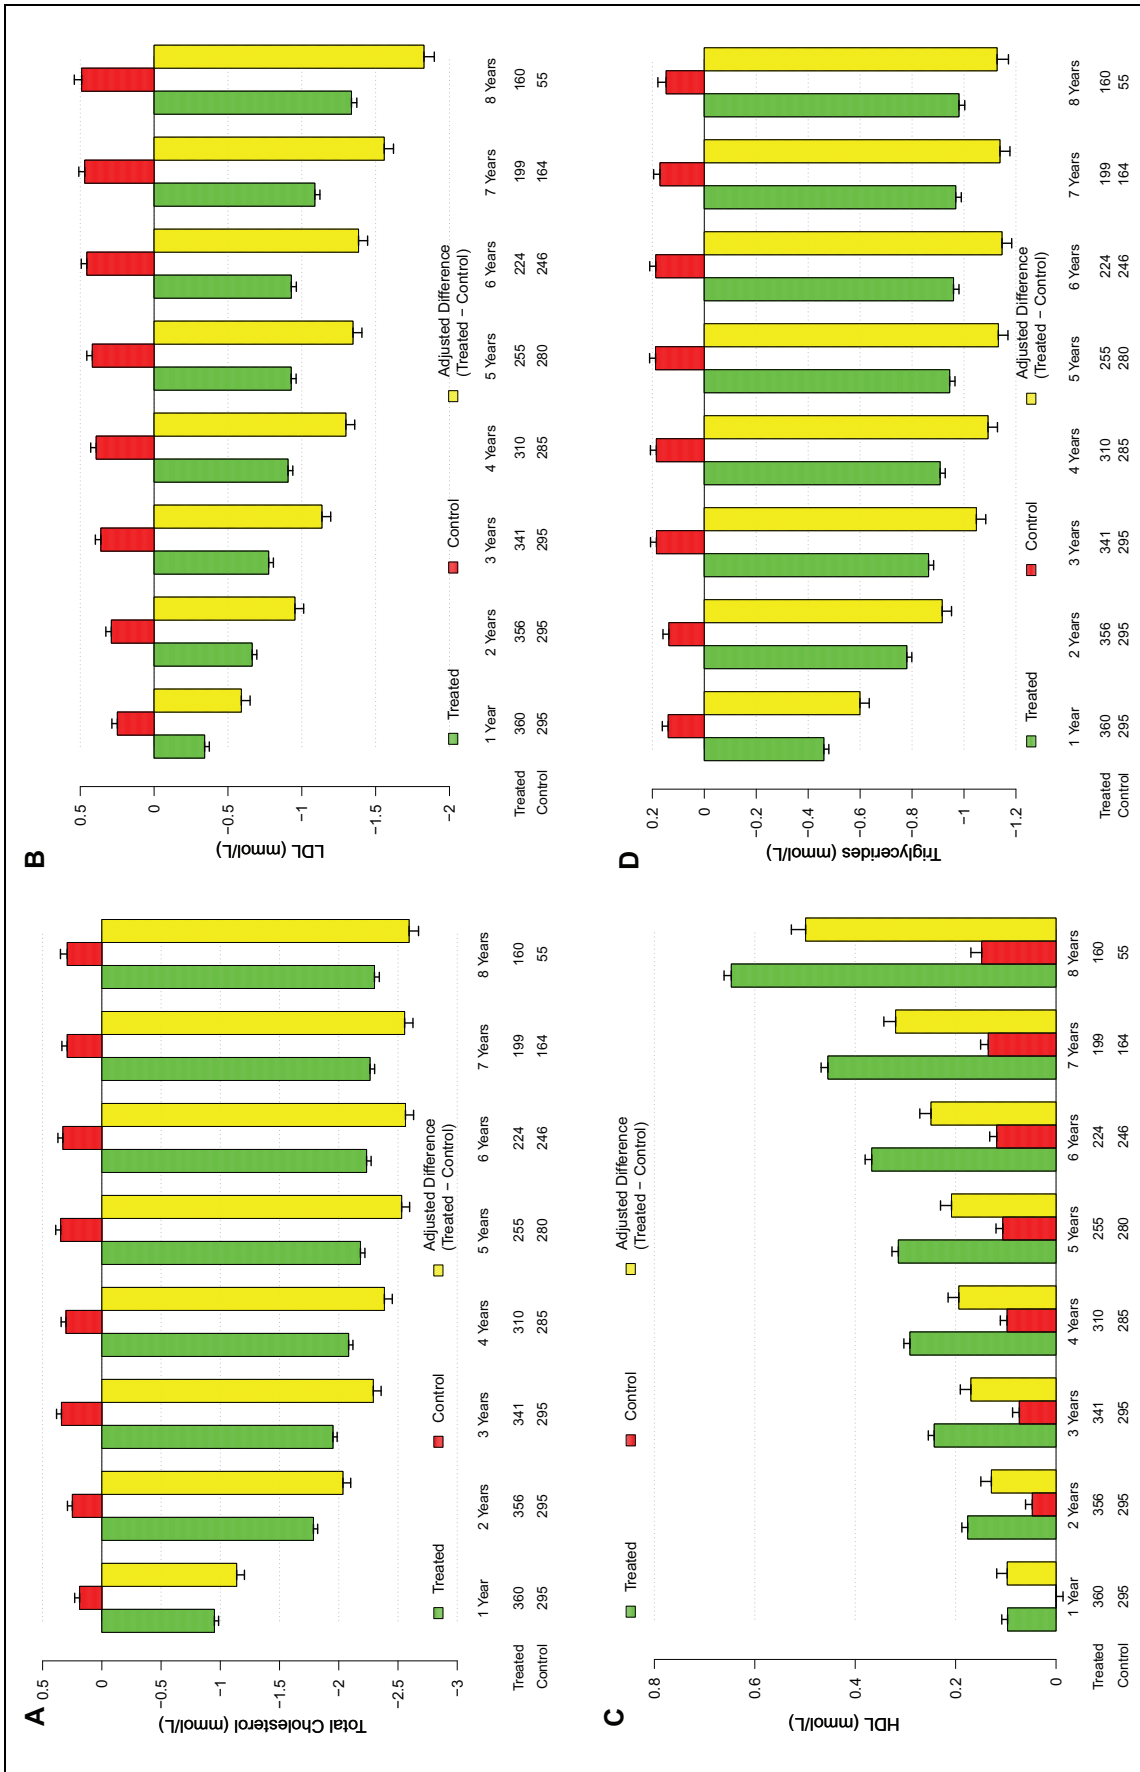 A
0.5
0
−0.5
−1
−1.5
−2
−2.5
−3
Total Cholesterol (mmol/L)
Treated
Control
Adjusted Difference
(Treated − Control)
1 Year 2 Years 3 Years 4 Years 5 Years 6 Years 7 Years 8 Years
Treated 360 356 341 310 255 224 199 160
Control 295 295 295 285 280 246 164 55
B
0.5
0
−0.5
−1
−1.5
−2
LDL (mmol/L)
Treated
Control
Adjusted Difference
(Treated − Control)
1 Year 2 Years 3 Years 4 Years 5 Years 6 Years 7 Years 8 Years
Treated 360 356 341 310 255 224 199 160
Control 295 295 295 285 280 246 164 55
C
0.8
0.6
0.4
0.2
0
HDL (mmol/L)
Treated
Control
Adjusted Difference
(Treated − Control)
1 Year 2 Years 3 Years 4 Years 5 Years 6 Years 7 Years 8 Years
Treated 360 356 341 310 255 224 199 160
Control 295 295 295 285 280 246 164 55
D
0.2
0
−0.2
−0.4
−0.6
−0.8
−1
−1.2
Triglycerides (mmol/L)
Treated
Control
Adjusted Difference
(Treated − Control)
1 Year 2 Years 3 Years 4 Years 5 Years 6 Years 7 Years 8 Years
Treated 360 356 341 310 255 224 199 160
Control 295 295 295 285 280 246 164 55